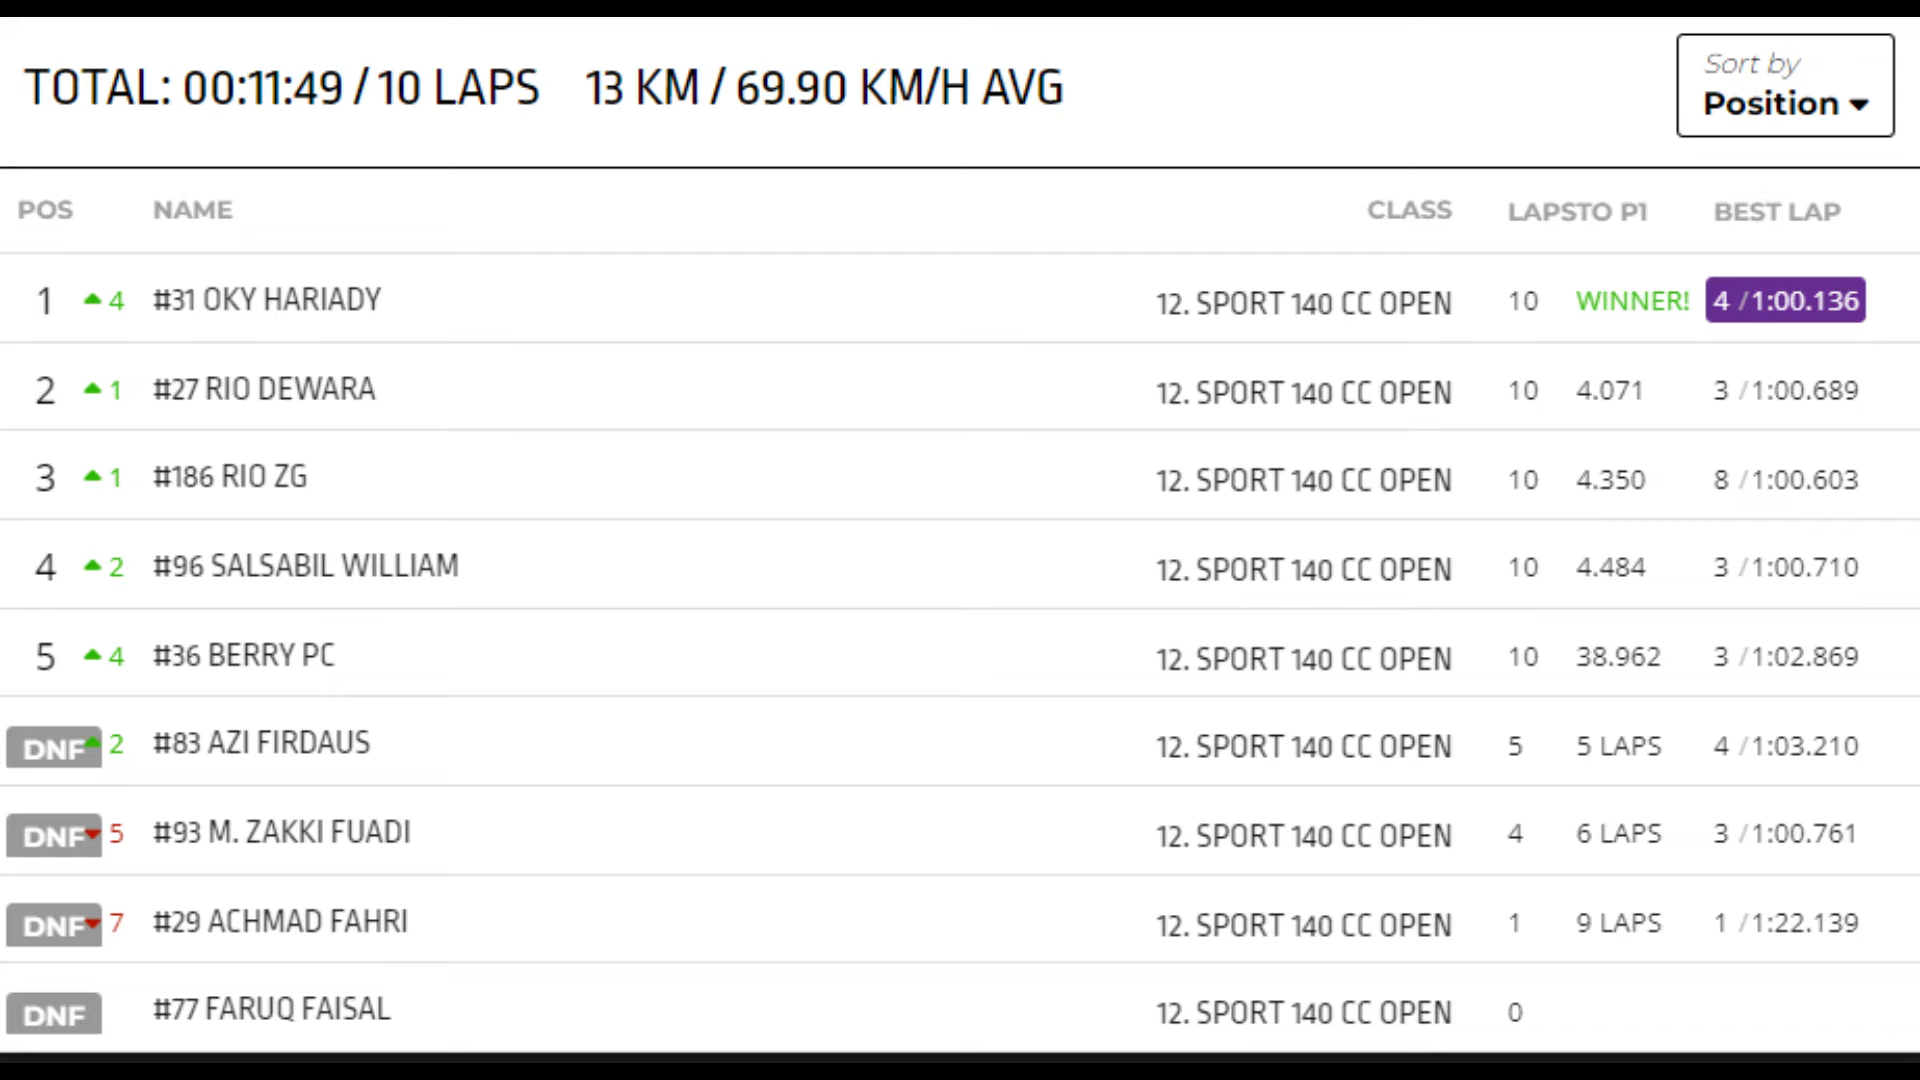 TOTAL: 00:11:49 / 10 LAPS 13 KM / 69.90 KM/H AVG
Sort by
Position
POS NAME CLASS LAPS TO P1 BEST LAP
1 4 #31 OKY HARIADY 12. SPORT 140 CC OPEN 10 WINNER! 4 /1:00.136
2 1 #27 RIO DEWARA 12. SPORT 140 CC OPEN 10 4.071 3 /1:00.689
3 1 #186 RIO ZG 12. SPORT 140 CC OPEN 10 4.350 8 /1:00.603
4 2 #96 SALSABIL WILLIAM 12. SPORT 140 CC OPEN 10 4.484 3 /1:00.710
5 4 #36 BERRY PC 12. SPORT 140 CC OPEN 10 38.962 3 /1:02.869
DNF 2 #83 AZI FIRDAUS 12. SPORT 140 CC OPEN 5 5 LAPS 4 /1:03.210
DNF 5 #93 M. ZAKKI FUADI 12. SPORT 140 CC OPEN 4 6 LAPS 3 /1:00.761
DNF 7 #29 ACHMAD FAHRI 12. SPORT 140 CC OPEN 1 9 LAPS 1 /1:22.139
DNF #77 FARUQ FAISAL 12. SPORT 140 CC OPEN 0